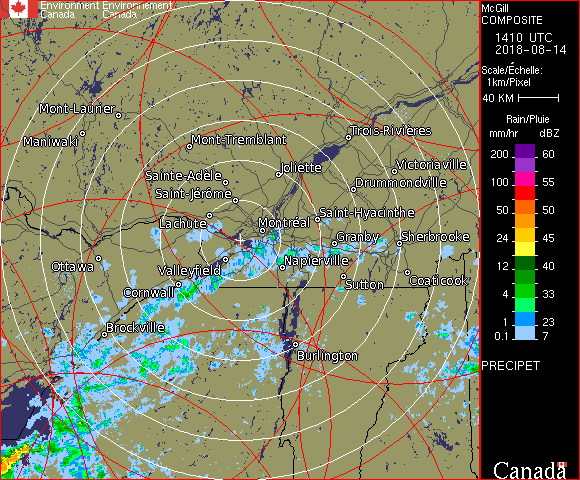 Environment Environnement
Canada Canada
McGill
COMPOSITE
1410 UTC
2018-08-14
Scale/Échelle:
1km/Pixel
40 KM
Rain/Pluie
mm/hr dBZ
200 60
100 55
50 50
24 45
12 40
4 33
1 23
0.1 7
PRECIPET
Canada
Mont-Laurier
Maniwaki
Mont-Tremblant
Trois-Rivières
Joliette
Victoriaville
Sainte-Adèle
Drummondville
Saint-Jérôme
Saint-Hyacinthe
Lachute
Montréal
Granby
Sherbrooke
Ottawa
Valleyfield
Napierville
Cornwall
Sutton
Coaticook
Brockville
Burlington